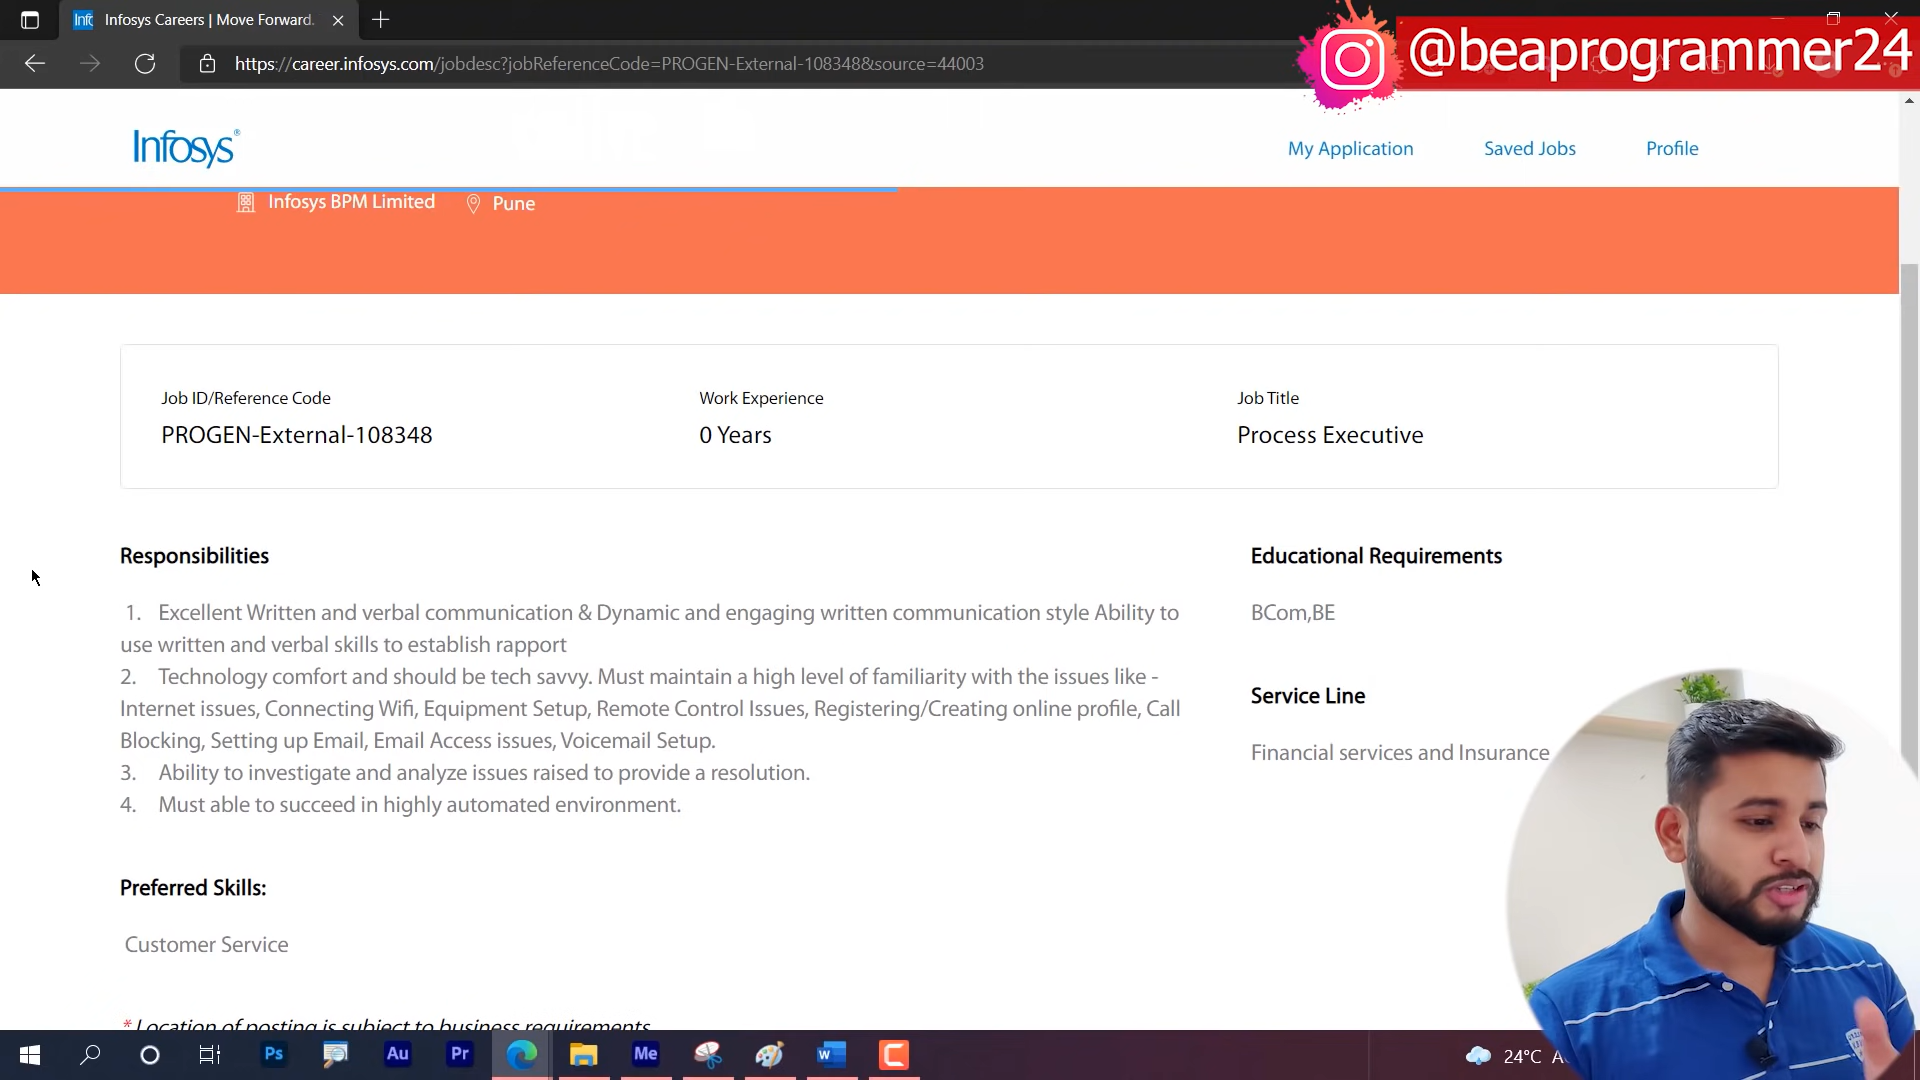 Infosys Careers | Move Forward.
@beaprogrammer24
https://career.infosys.com/jobdesc?jobReferenceCode=PROGEN-External-108348&source=44003
Infosys
My Application
Saved Jobs
Profile
Infosys BPM Limited
Pune
Job ID/Reference Code
Work Experience
Job Title
PROGEN-External-108348
0 Years
Process Executive
Responsibilities
Educational Requirements
1. Excellent Written and verbal communication & Dynamic and engaging written communication style Ability to
use written and verbal skills to establish rapport
BCom,BE
2. Technology comfort and should be tech savvy. Must maintain a high level of familiarity with the issues like -
Internet issues, Connecting Wifi, Equipment Setup, Remote Control Issues, Registering/Creating online profile, Call
Blocking, Setting up Email, Email Access issues, Voicemail Setup.
3. Ability to investigate and analyze issues raised to provide a resolution.
4. Must able to succeed in highly automated environment.
Service Line
Financial services and Insurance
Preferred Skills:
Customer Service
* Location of posting is subject to business requirements
Ps
Au
Pr
Me
W
C
24°C